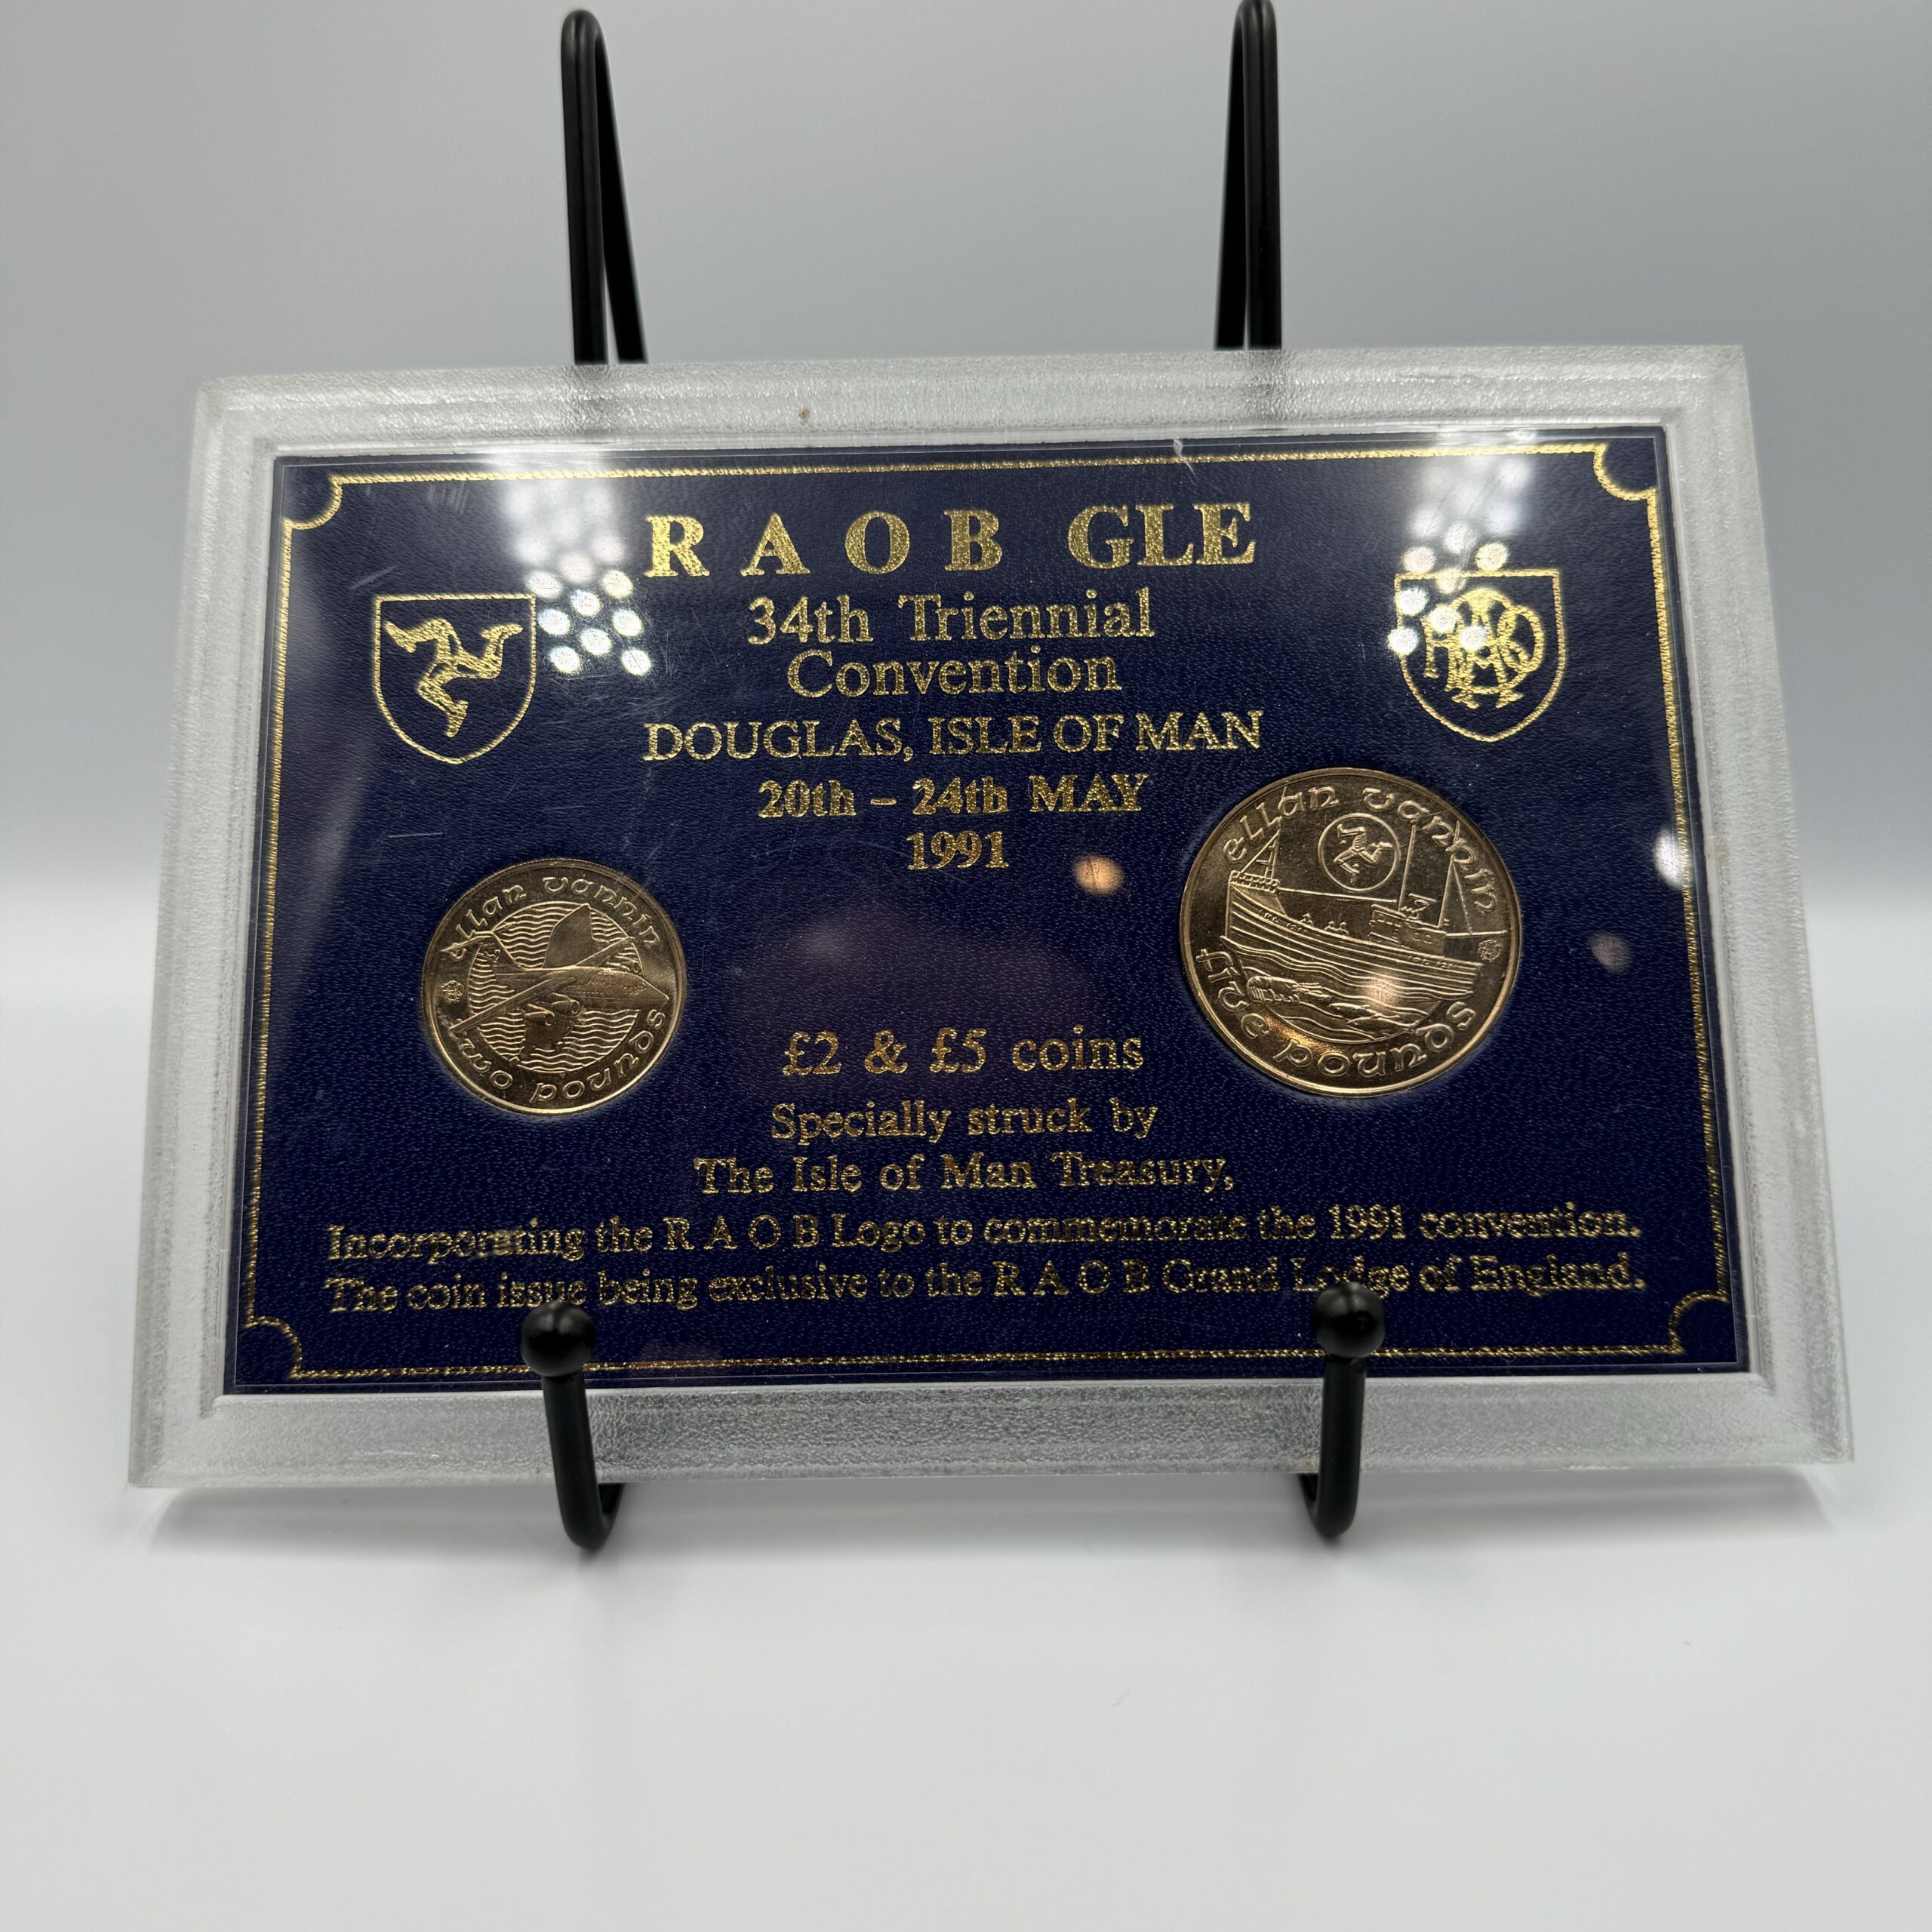 R A O B GLE
34th Triennial
Convention
DOUGLAS, ISLE OF MAN
20th – 24th MAY
1991
ellan vannin
two pounds
ellan vannin
five pounds
£2 & £5 coins
Specially struck by
The Isle of Man Treasury,
Incorporating the R A O B Logo to commemorate the 1991 convention.
The coin issue being exclusive to the R A O B Grand Lodge of England.